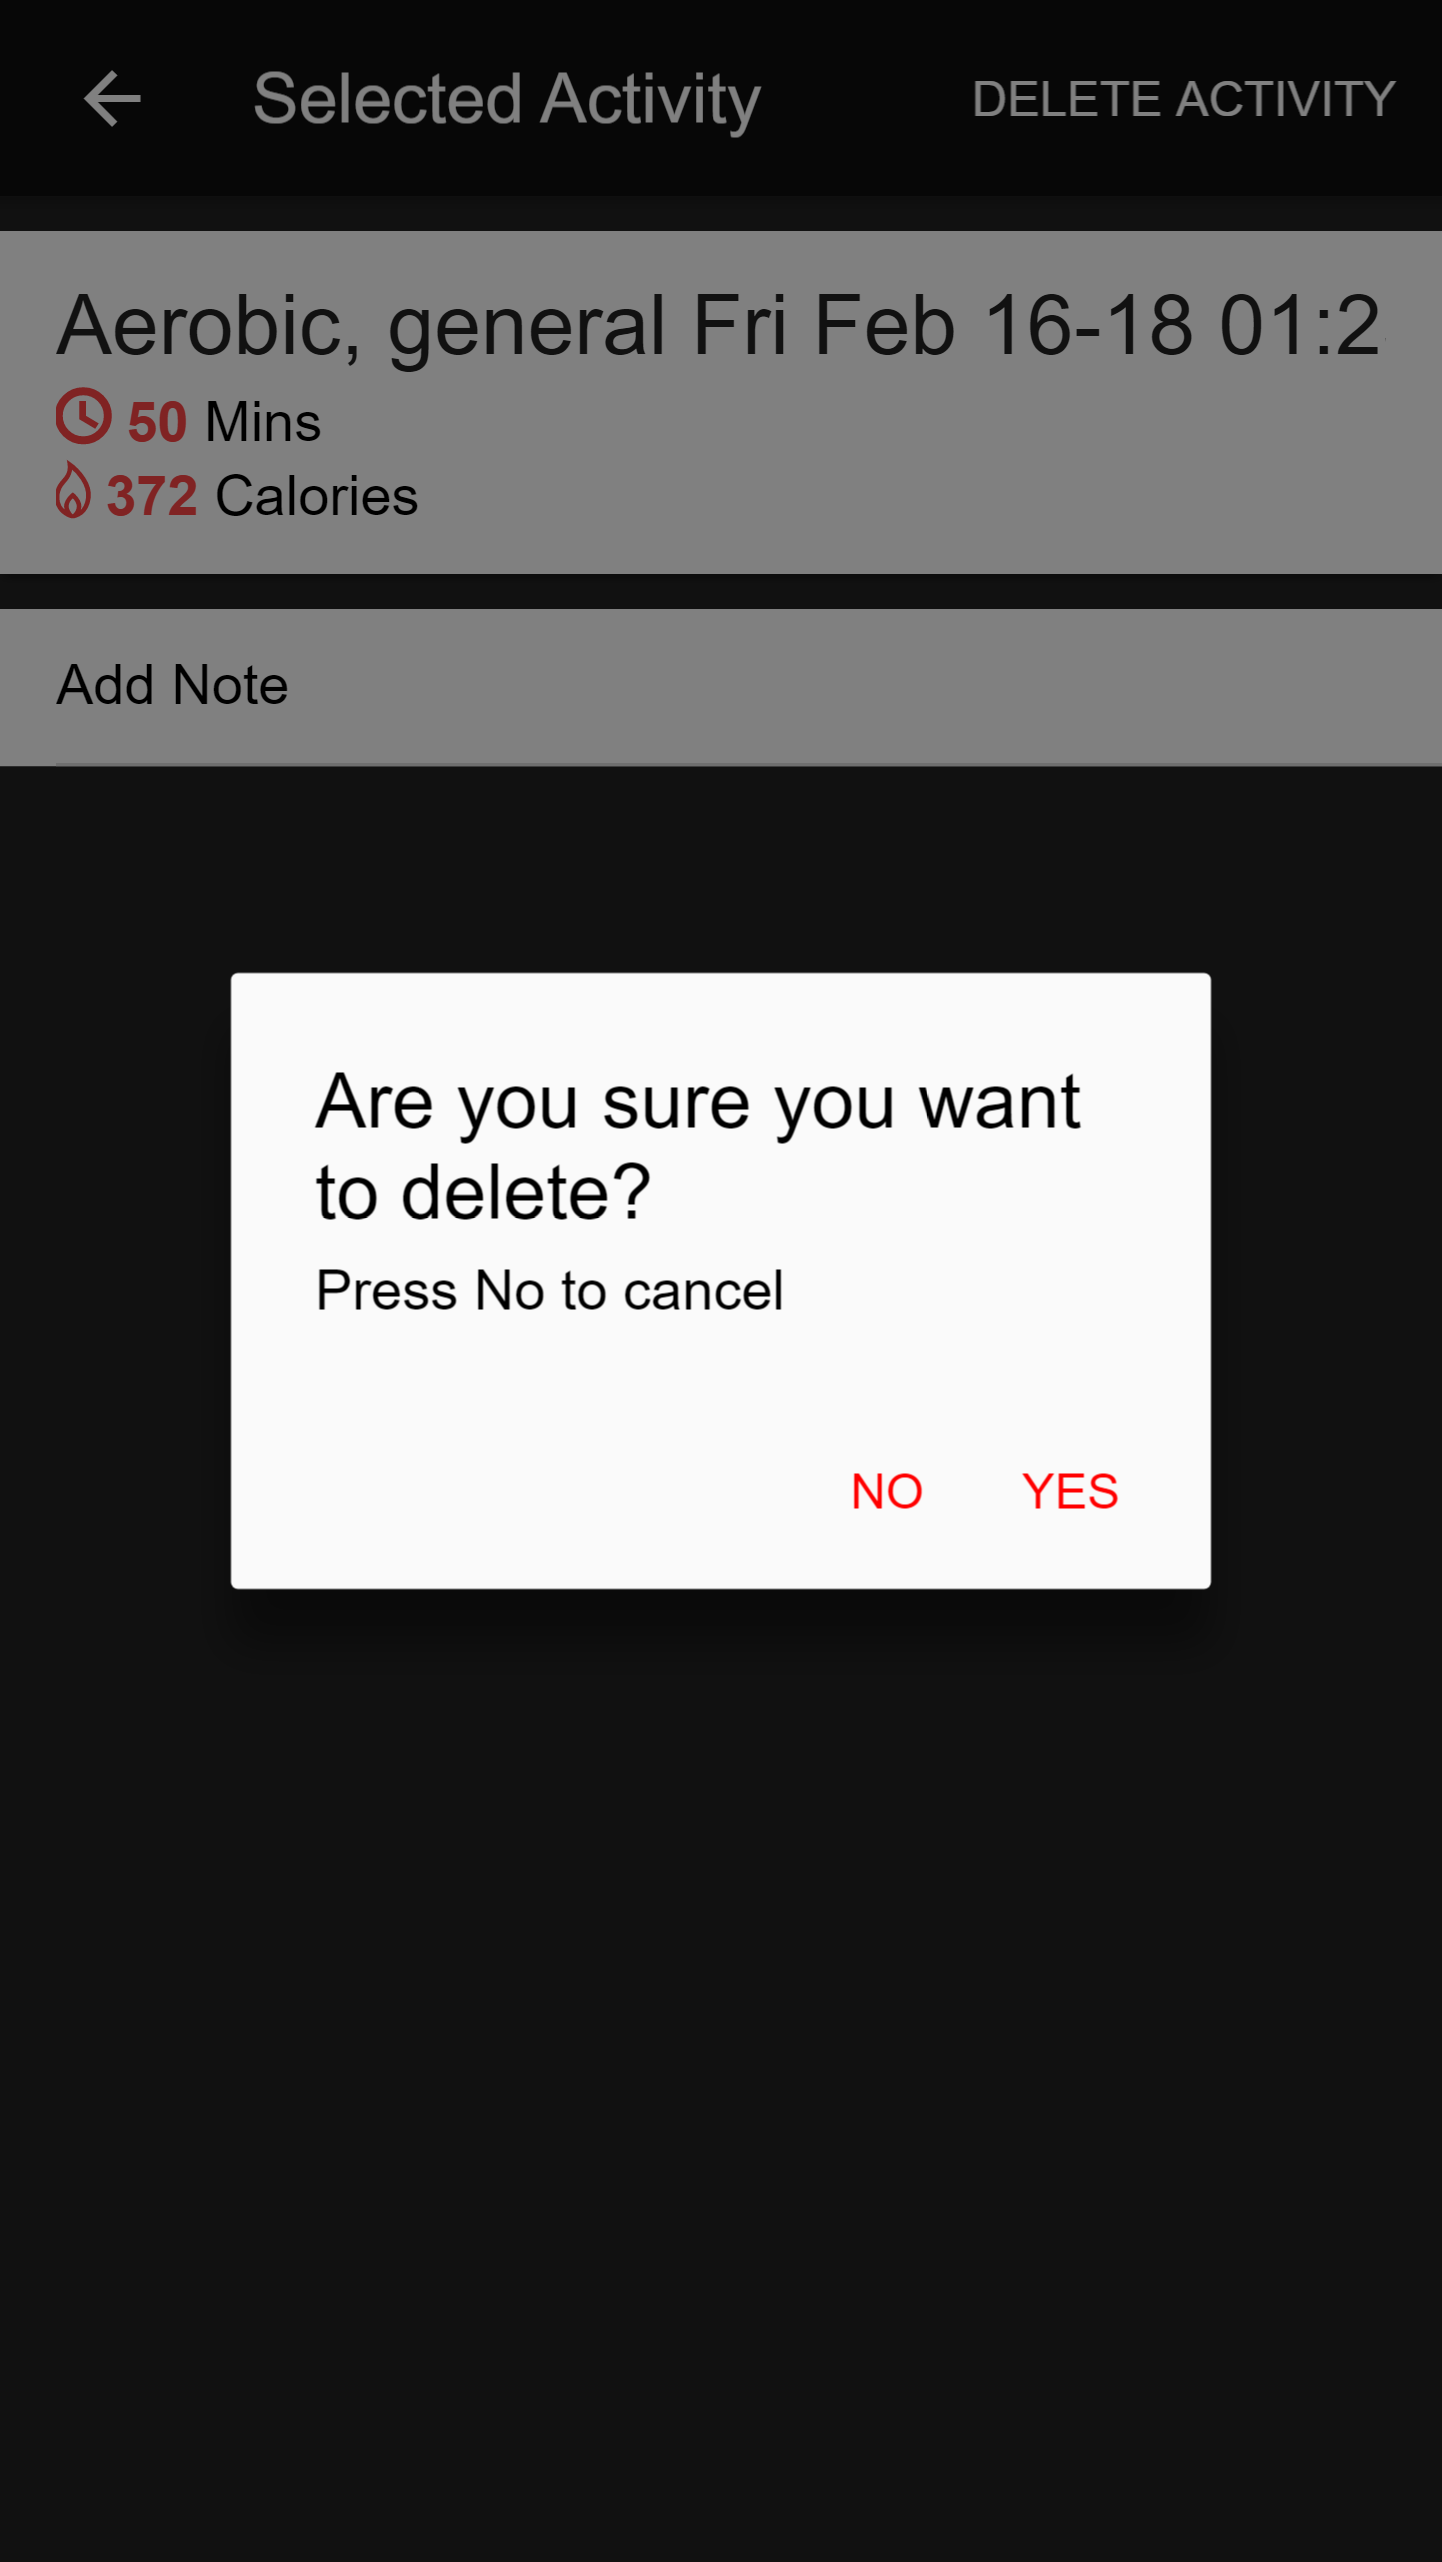 Selected Activity DELETE ACTIVITY
Aerobic, general Fri Feb 16-18 01:2
50 Mins
372 Calories
Add Note
Are you sure you want
to delete?
Press No to cancel
NO YES